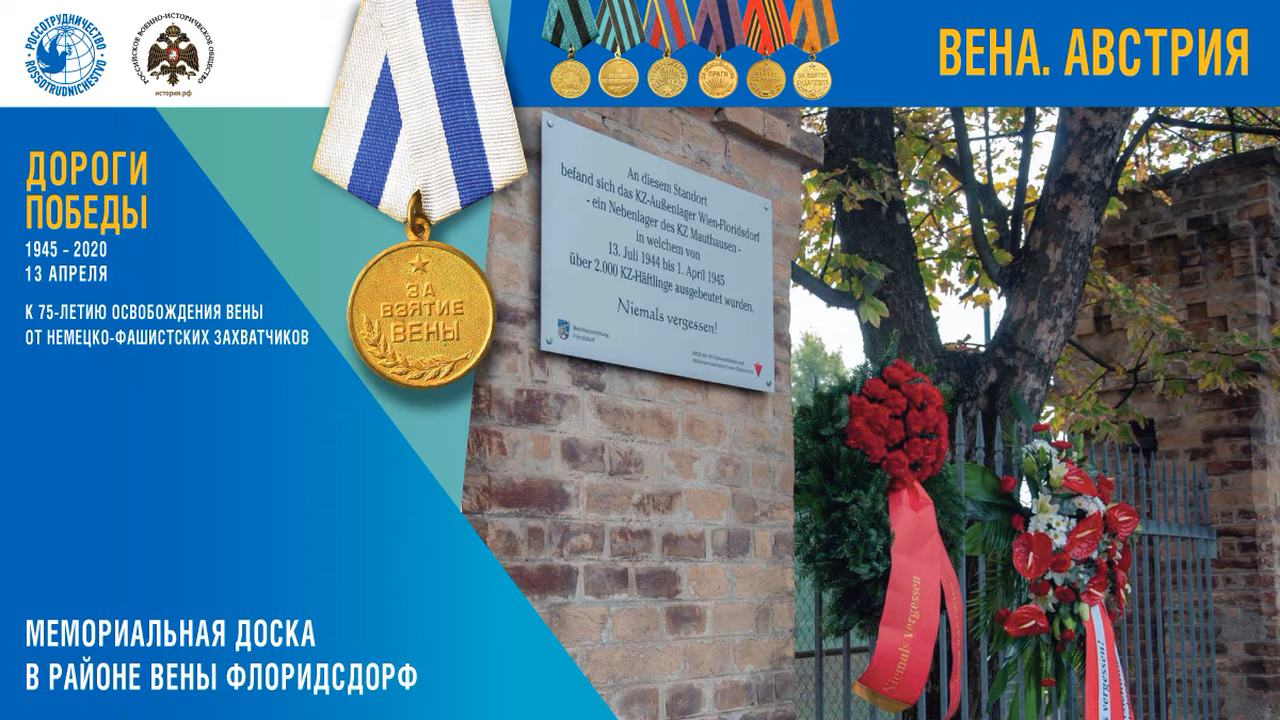 РОССОТРУДНИЧЕСТВО
ROSSOTRUDNICHESTVO
РОССИЙСКОЕ ВОЕННО-ИСТОРИЧЕСКОЕ ОБЩЕСТВО
история.рф
ВЕНА. АВСТРИЯ
ДОРОГИ
ПОБЕДЫ
1945 - 2020
13 АПРЕЛЯ
К 75-ЛЕТИЮ ОСВОБОЖДЕНИЯ ВЕНЫ
ОТ НЕМЕЦКО-ФАШИСТСКИХ ЗАХВАТЧИКОВ
ЗА
ВЗЯТИЕ
ВЕНЫ
An diesem Standort
befand sich das KZ-Außenlager Wien-Floridsdorf
- ein Nebenlager des KZ Mauthausen -
in welchem von
13. Juli 1944 bis 1. April 1945
über 2.000 KZ-Häftlinge ausgebeutet wurden.
Niemals vergessen!
Bezirksvorstehung
Floridsdorf
Niemals vergessen
vergessen!
МЕМОРИАЛЬНАЯ ДОСКА
В РАЙОНЕ ВЕНЫ ФЛОРИДСДОРФ